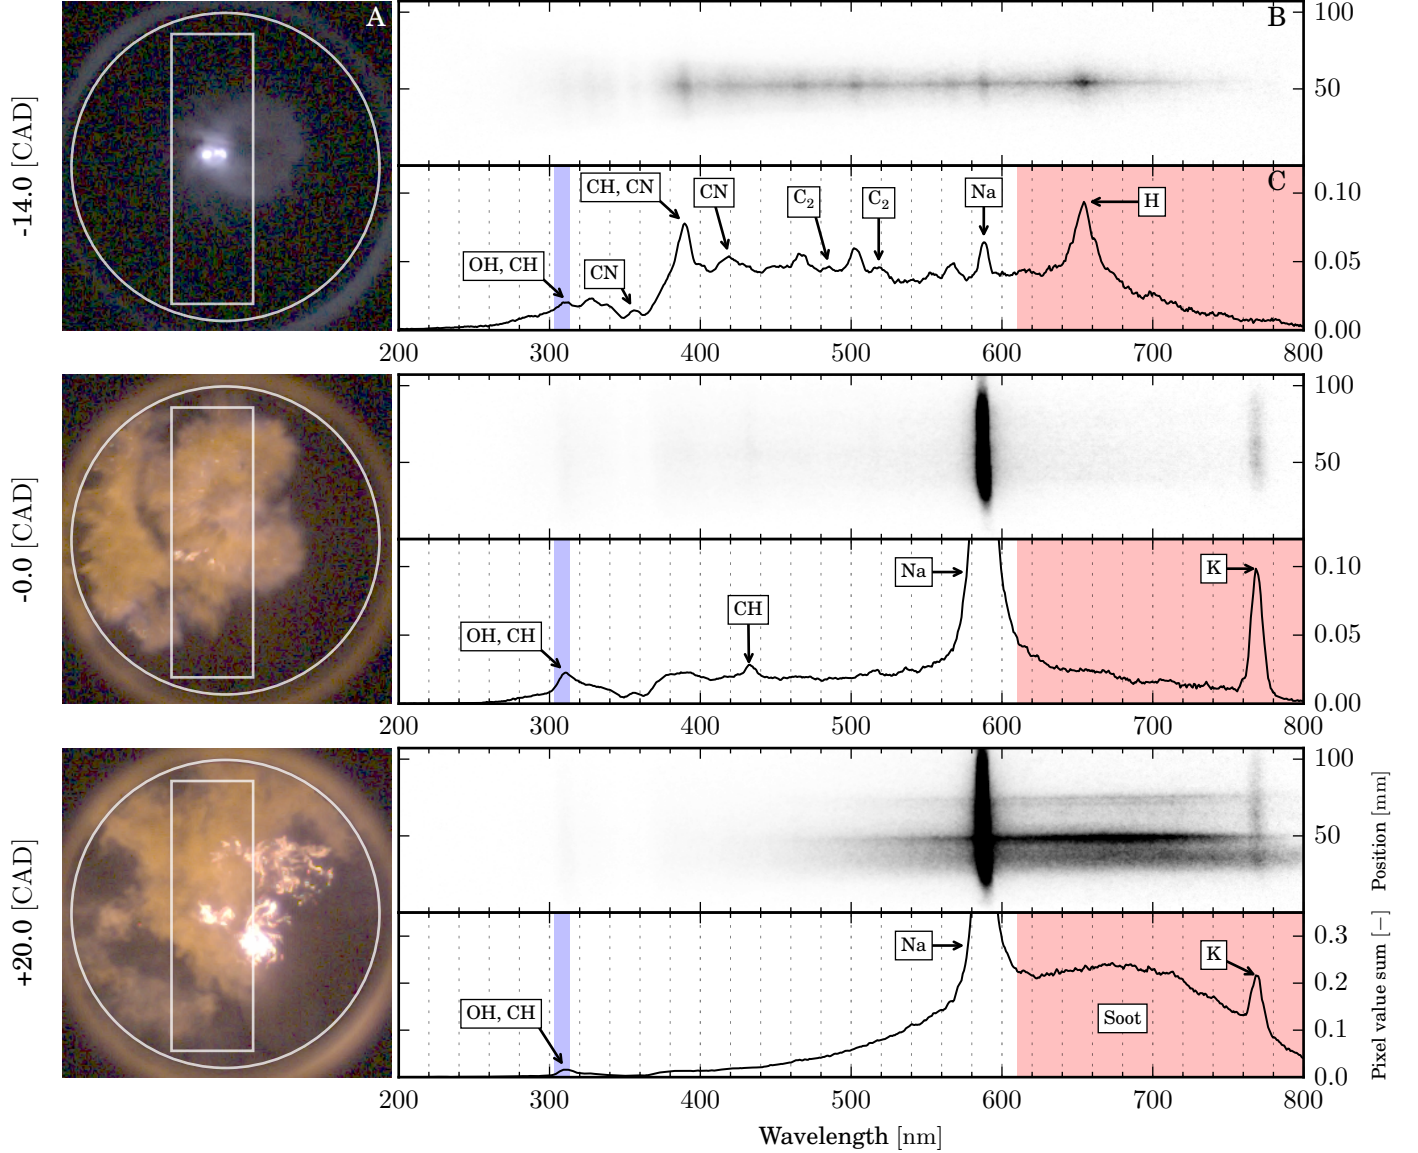 A
B
100
50
-14.0 [CAD]
C
CH, CN
CN
C2
C2
Na
H
OH, CH
CN
0.10
0.05
0.00
200 300 400 500 600 700 800
100
50
-0.0 [CAD]
Na
K
CH
OH, CH
0.10
0.05
0.00
200 300 400 500 600 700 800
100
50
Position [mm]
+20.0 [CAD]
Na
K
OH, CH
Soot
0.3
0.2
0.1
0.0
Pixel value sum [−]
200 300 400 500 600 700 800
Wavelength [nm]